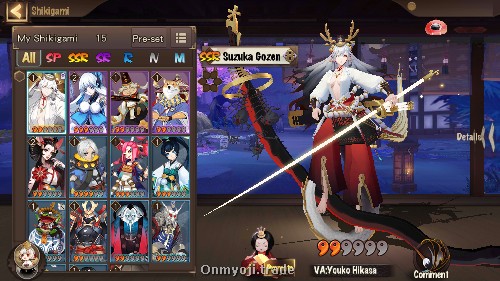 Shikigami
My Shikigami 15 Pre-set
All SP SSR SR R N M
SSR Suzuka Gozen
Details
999999
VA:Youko Hikasa
Comment
Onmyoji.trade